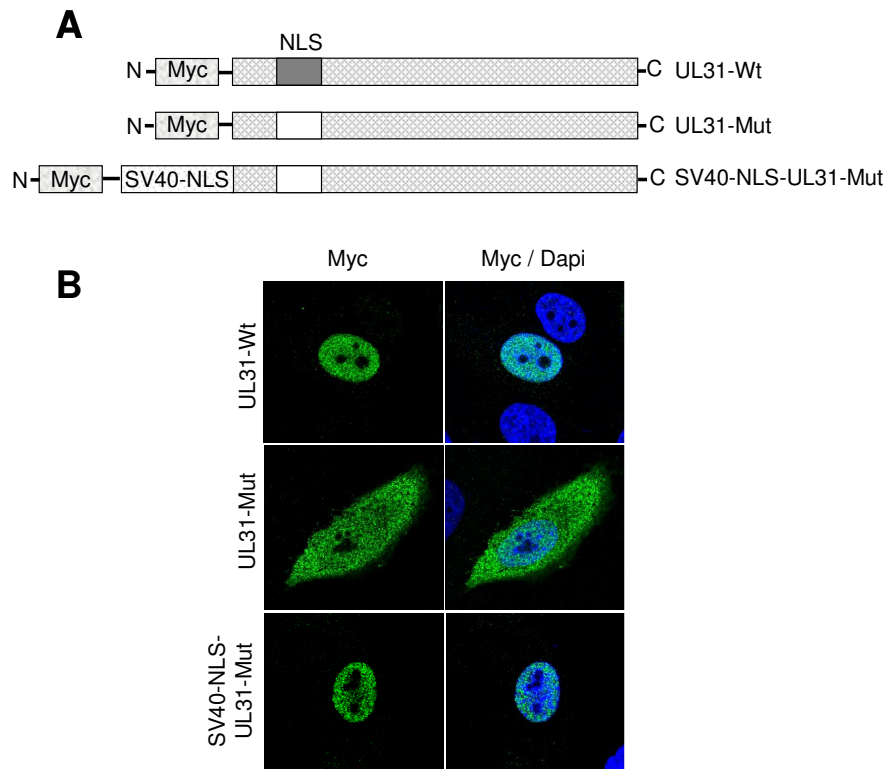 A
NLS
N Myc C UL31-Wt
N Myc C UL31-Mut
N Myc SV40-NLS C SV40-NLS-UL31-Mut
B
Myc Myc / Dapi
UL31-Wt
UL31-Mut
SV40-NLS-
UL31-Mut